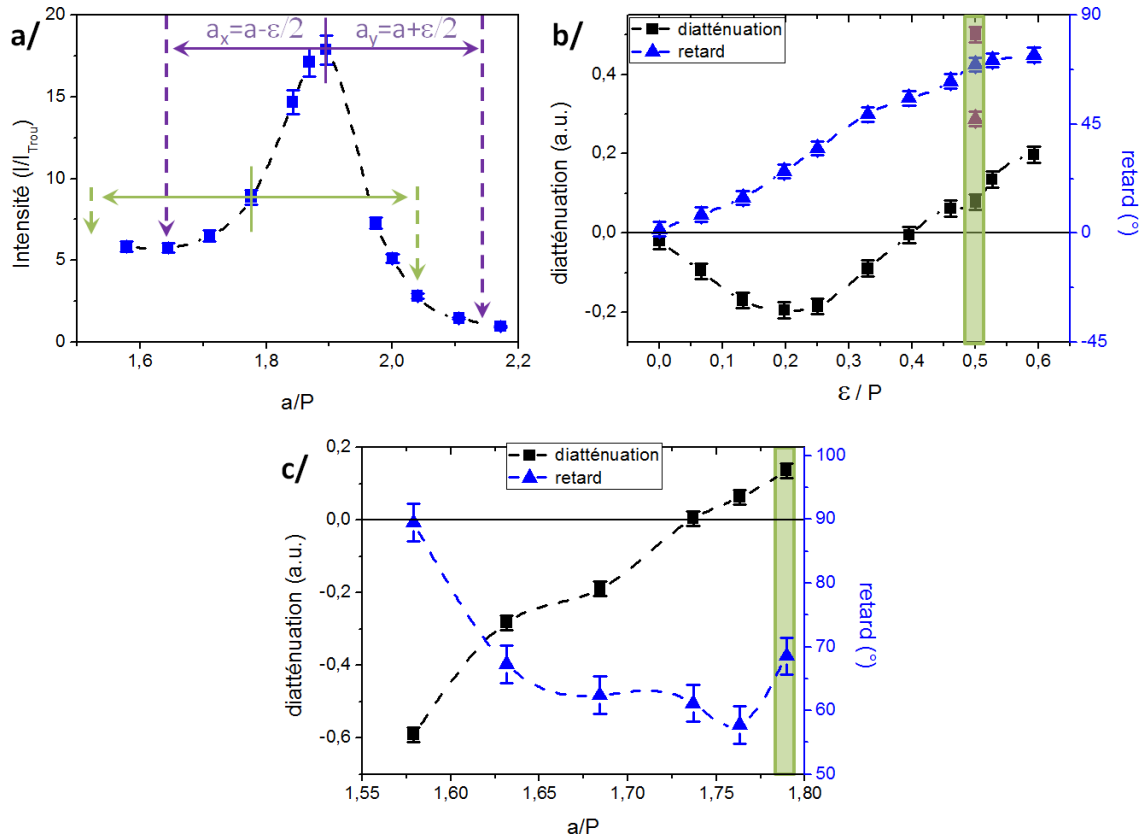 a/
aₓ=a-ε/2
a_y=a+ε/2
20
15
10
5
0
Intensité (I/I_Trou)
1,6
1,8
2,0
2,2
a/P
b/
diatténuation
retard
0,4
0,2
0,0
-0,2
diatténuation (a.u.)
90
45
0
-45
retard (°)
0,0
0,1
0,2
0,3
0,4
0,5
0,6
ε / P
c/
diatténuation
retard
0,2
0,0
-0,2
-0,4
-0,6
diatténuation (a.u.)
100
90
80
70
60
50
retard (°)
1,55
1,60
1,65
1,70
1,75
1,80
a/P